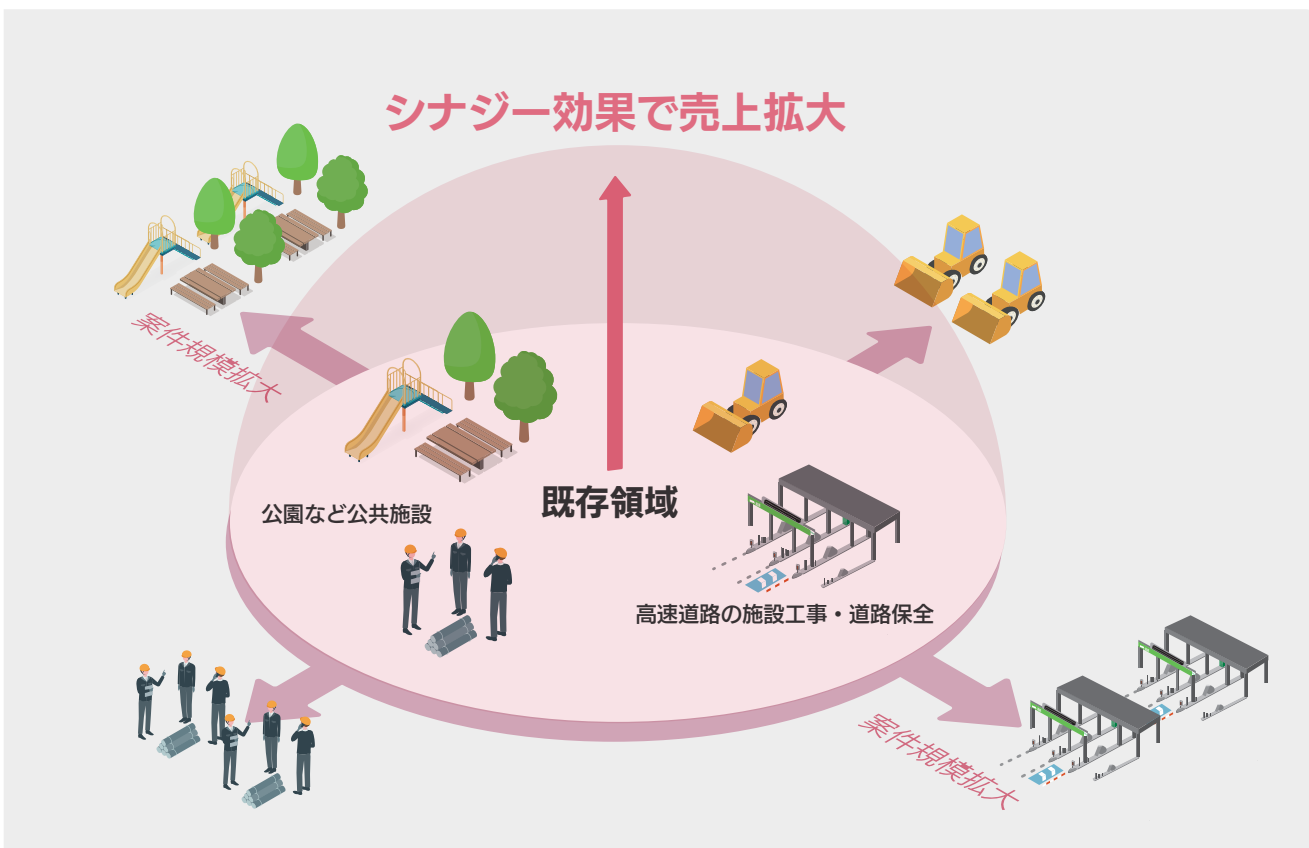 シナジー効果で売上拡大
案件規模拡大
既存領域
公園など公共施設
高速道路の施設工事・道路保全
案件規模拡大